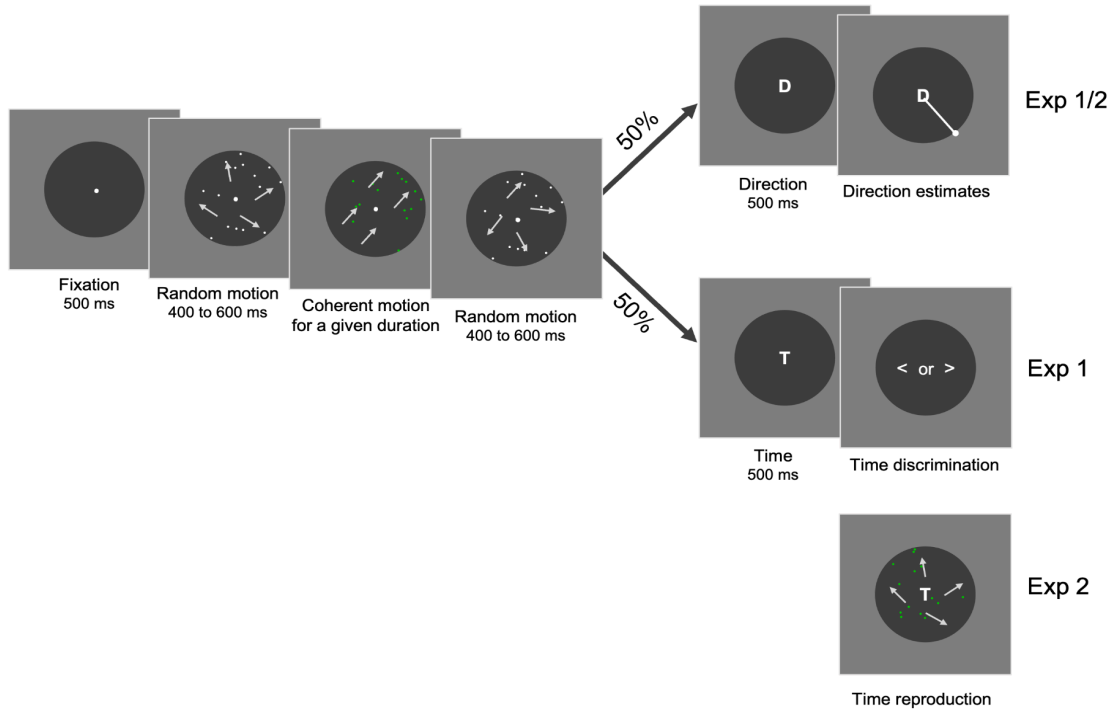 Fixation
500 ms
Random motion
400 to 600 ms
Coherent motion
for a given duration
Random motion
400 to 600 ms
50%
50%
D
Direction
500 ms
D
Direction estimates
Exp 1/2
T
Time
500 ms
< or >
Time discrimination
Exp 1
T
Time reproduction
Exp 2